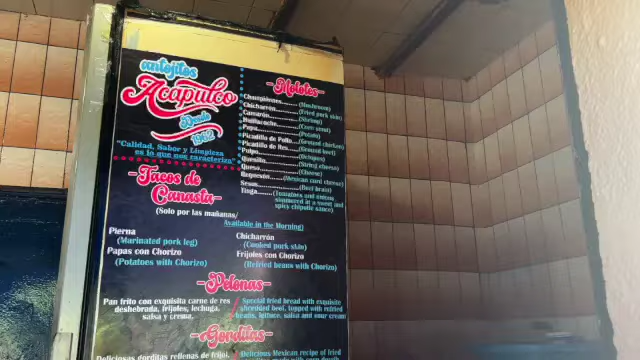 antojitos
Acapulco
Desde
1962
"Calidad, Sabor y Limpieza
es lo que nos caracteriza"
-Molotes-
Champiñones......... (Mushroom)
Chicharrón............ (Fried pork skin)
Camarón............... (Shrimp)
Huitlacoche........... (Corn smut)
Papa..................... (Potato)
Picadillo de Pollo... (Ground chicken)
Picadillo de Res..... (Ground beef)
Pulpo.................... (Octopus)
Quesillo................ (String cheese)
Queso................... (Cheese)
Requesón............. (Mexican curd cheese)
Sesos................... (Beef brain)
Tinga.................... (Tomatoes and onions
simmered in a sweet and
spicy chipotle sauce)
-Tacos de
Canasta-
(Solo por las mañanas/
Available in the Morning)
Pierna
(Marinated pork leg)
Papas con Chorizo
(Potatoes with Chorizo)
Chicharrón
(Cooked pork skin)
Frijoles con Chorizo
(Refried beans with Chorizo)
-Pelonas-
Pan frito con exquisita carne de res
deshebrada, frijoles, lechuga,
salsa y crema.
Special fried bread with exquisite
shredded beef, topped with refried
beans, lettuce, salsa and sour cream
-Gorditas-
Deliciosas gorditas rellenas de frijol,
Delicious Mexican recipe of fried